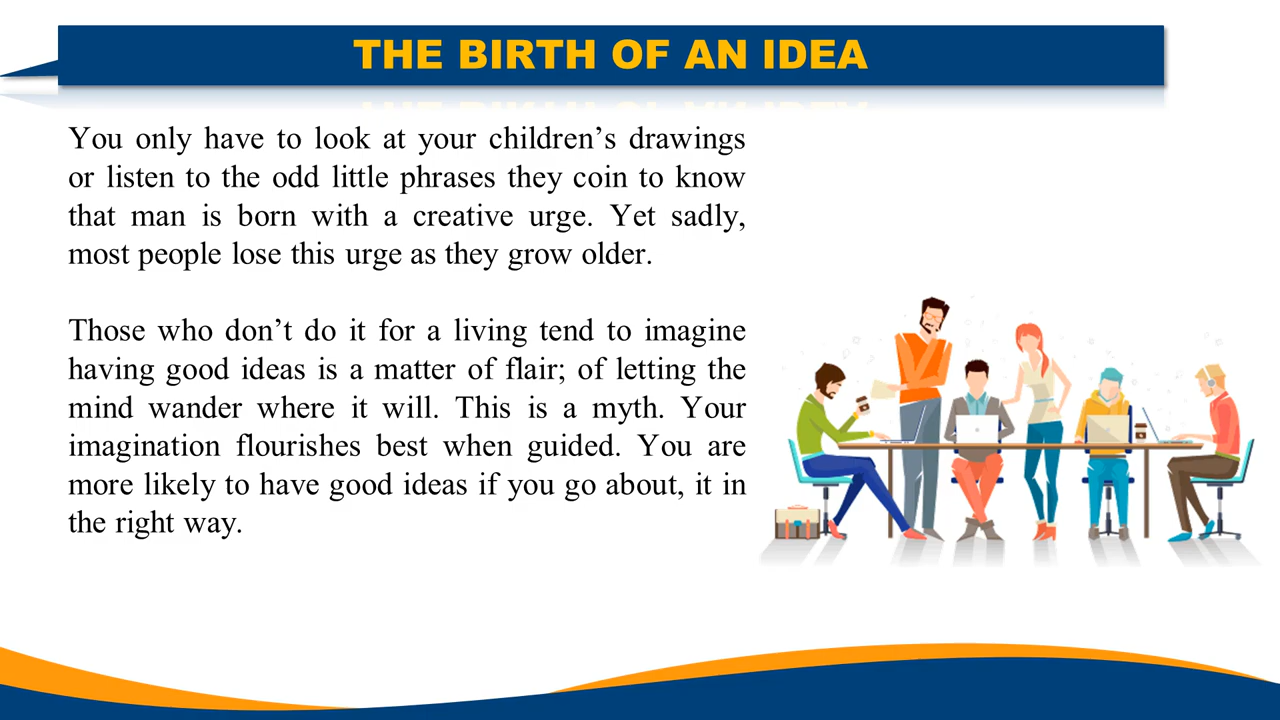 THE BIRTH OF AN IDEA
You only have to look at your children’s drawings
or listen to the odd little phrases they coin to know
that man is born with a creative urge. Yet sadly,
most people lose this urge as they grow older.
Those who don’t do it for a living tend to imagine
having good ideas is a matter of flair; of letting the
mind wander where it will. This is a myth. Your
imagination flourishes best when guided. You are
more likely to have good ideas if you go about, it in
the right way.